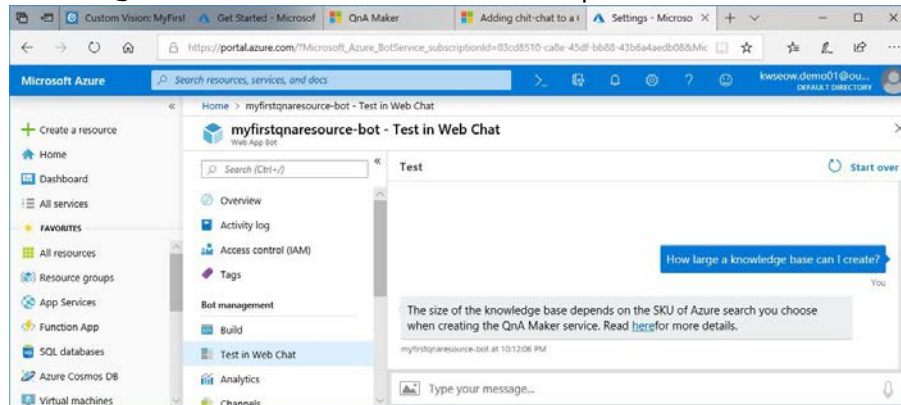 Custom Vision: MyFirst
Get Started - Microsof
QnA Maker
Adding chit-chat to a
Settings - Microso
https://portal.azure.com/?Microsoft_Azure_BotService_subscriptionId=03cd8510-ca8e-45df-bb88-43b6a4aedb08&Mic
Microsoft Azure
Search resources, services, and docs
kwseow.demo01@ou...
DEFAULT DIRECTORY
Home > myfirstqnaresource-bot - Test in Web Chat
myfirstqnaresource-bot - Test in Web Chat
Web App Bot
Create a resource
Home
Dashboard
All services
FAVORITES
All resources
Resource groups
App Services
Function App
SQL databases
Azure Cosmos DB
Virtual machines
Search (Ctrl+/)
Overview
Activity log
Access control (IAM)
Tags
Bot management
Build
Test in Web Chat
Analytics
Channels
Test
Start over
How large a knowledge base can I create?
You
The size of the knowledge base depends on the SKU of Azure search you choose
when creating the QnA Maker service. Read herefor more details.
myfirstqnaresource-bot at 10:12:06 PM
Type your message...